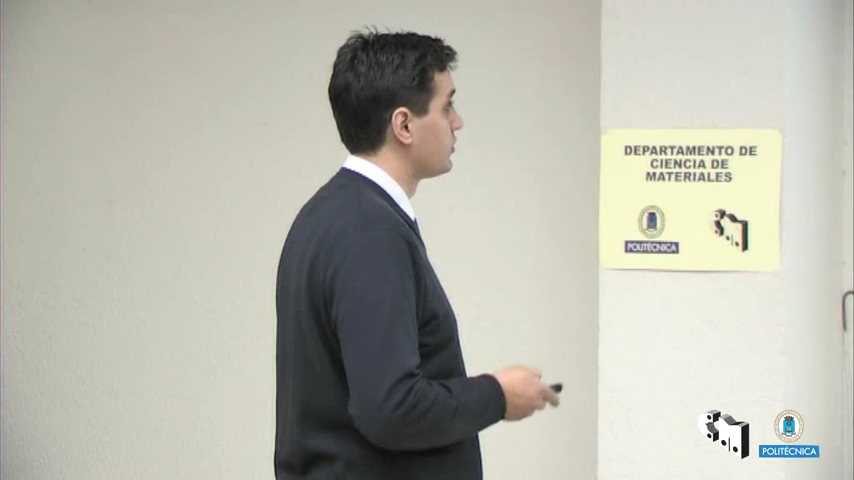 DEPARTAMENTO DE
CIENCIA DE
MATERIALES
POLITÉCNICA
POLITÉCNICA